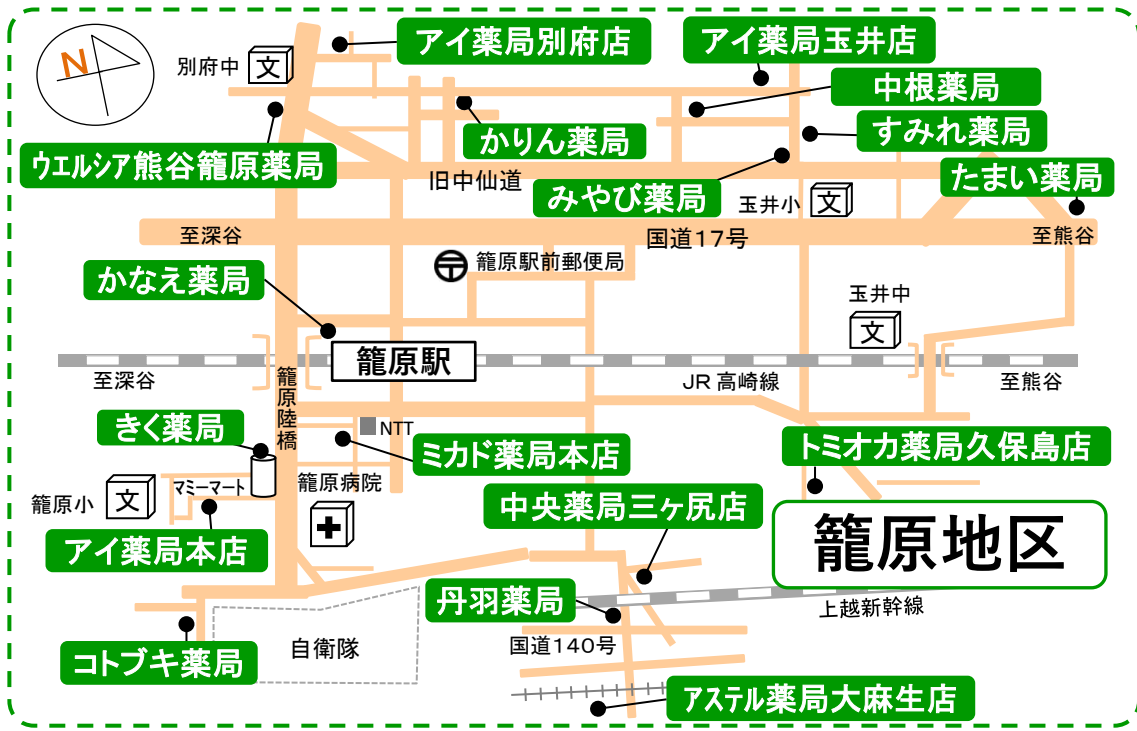 N
別府中
文
アイ薬局別府店
アイ薬局玉井店
中根薬局
かりん薬局
すみれ薬局
ウエルシア熊谷籠原薬局
旧中仙道
みやび薬局
玉井小
文
たまい薬局
至深谷
国道17号
至熊谷
〒
籠原駅前郵便局
かなえ薬局
玉井中
文
籠原駅
至深谷
JR高崎線
至熊谷
籠原陸橋
きく薬局
NTT
ミカド薬局本店
トミオカ薬局久保島店
籠原小
文
マミーマート
籠原病院
中央薬局三ヶ尻店
籠原地区
アイ薬局本店
丹羽薬局
上越新幹線
自衛隊
国道140号
コトブキ薬局
アステル薬局大麻生店